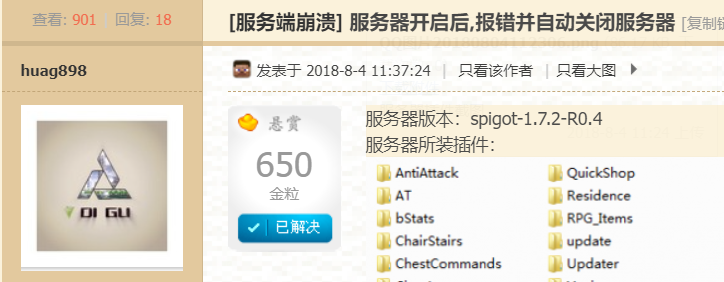 查看: 901 回复: 18
[服务端崩溃] 服务器开启后,报错并自动关闭服务器
huag898
发表于 2018-8-4 11:37:24 | 只看该作者 | 只看大图
DI GU
悬赏
650
金粒
已解决
服务器版本：spigot-1.7.2-R0.4
服务器所装插件：
AntiAttack QuickShop
AT Residence
bStats RPG_Items
ChairStairs update
ChestCommands Updater